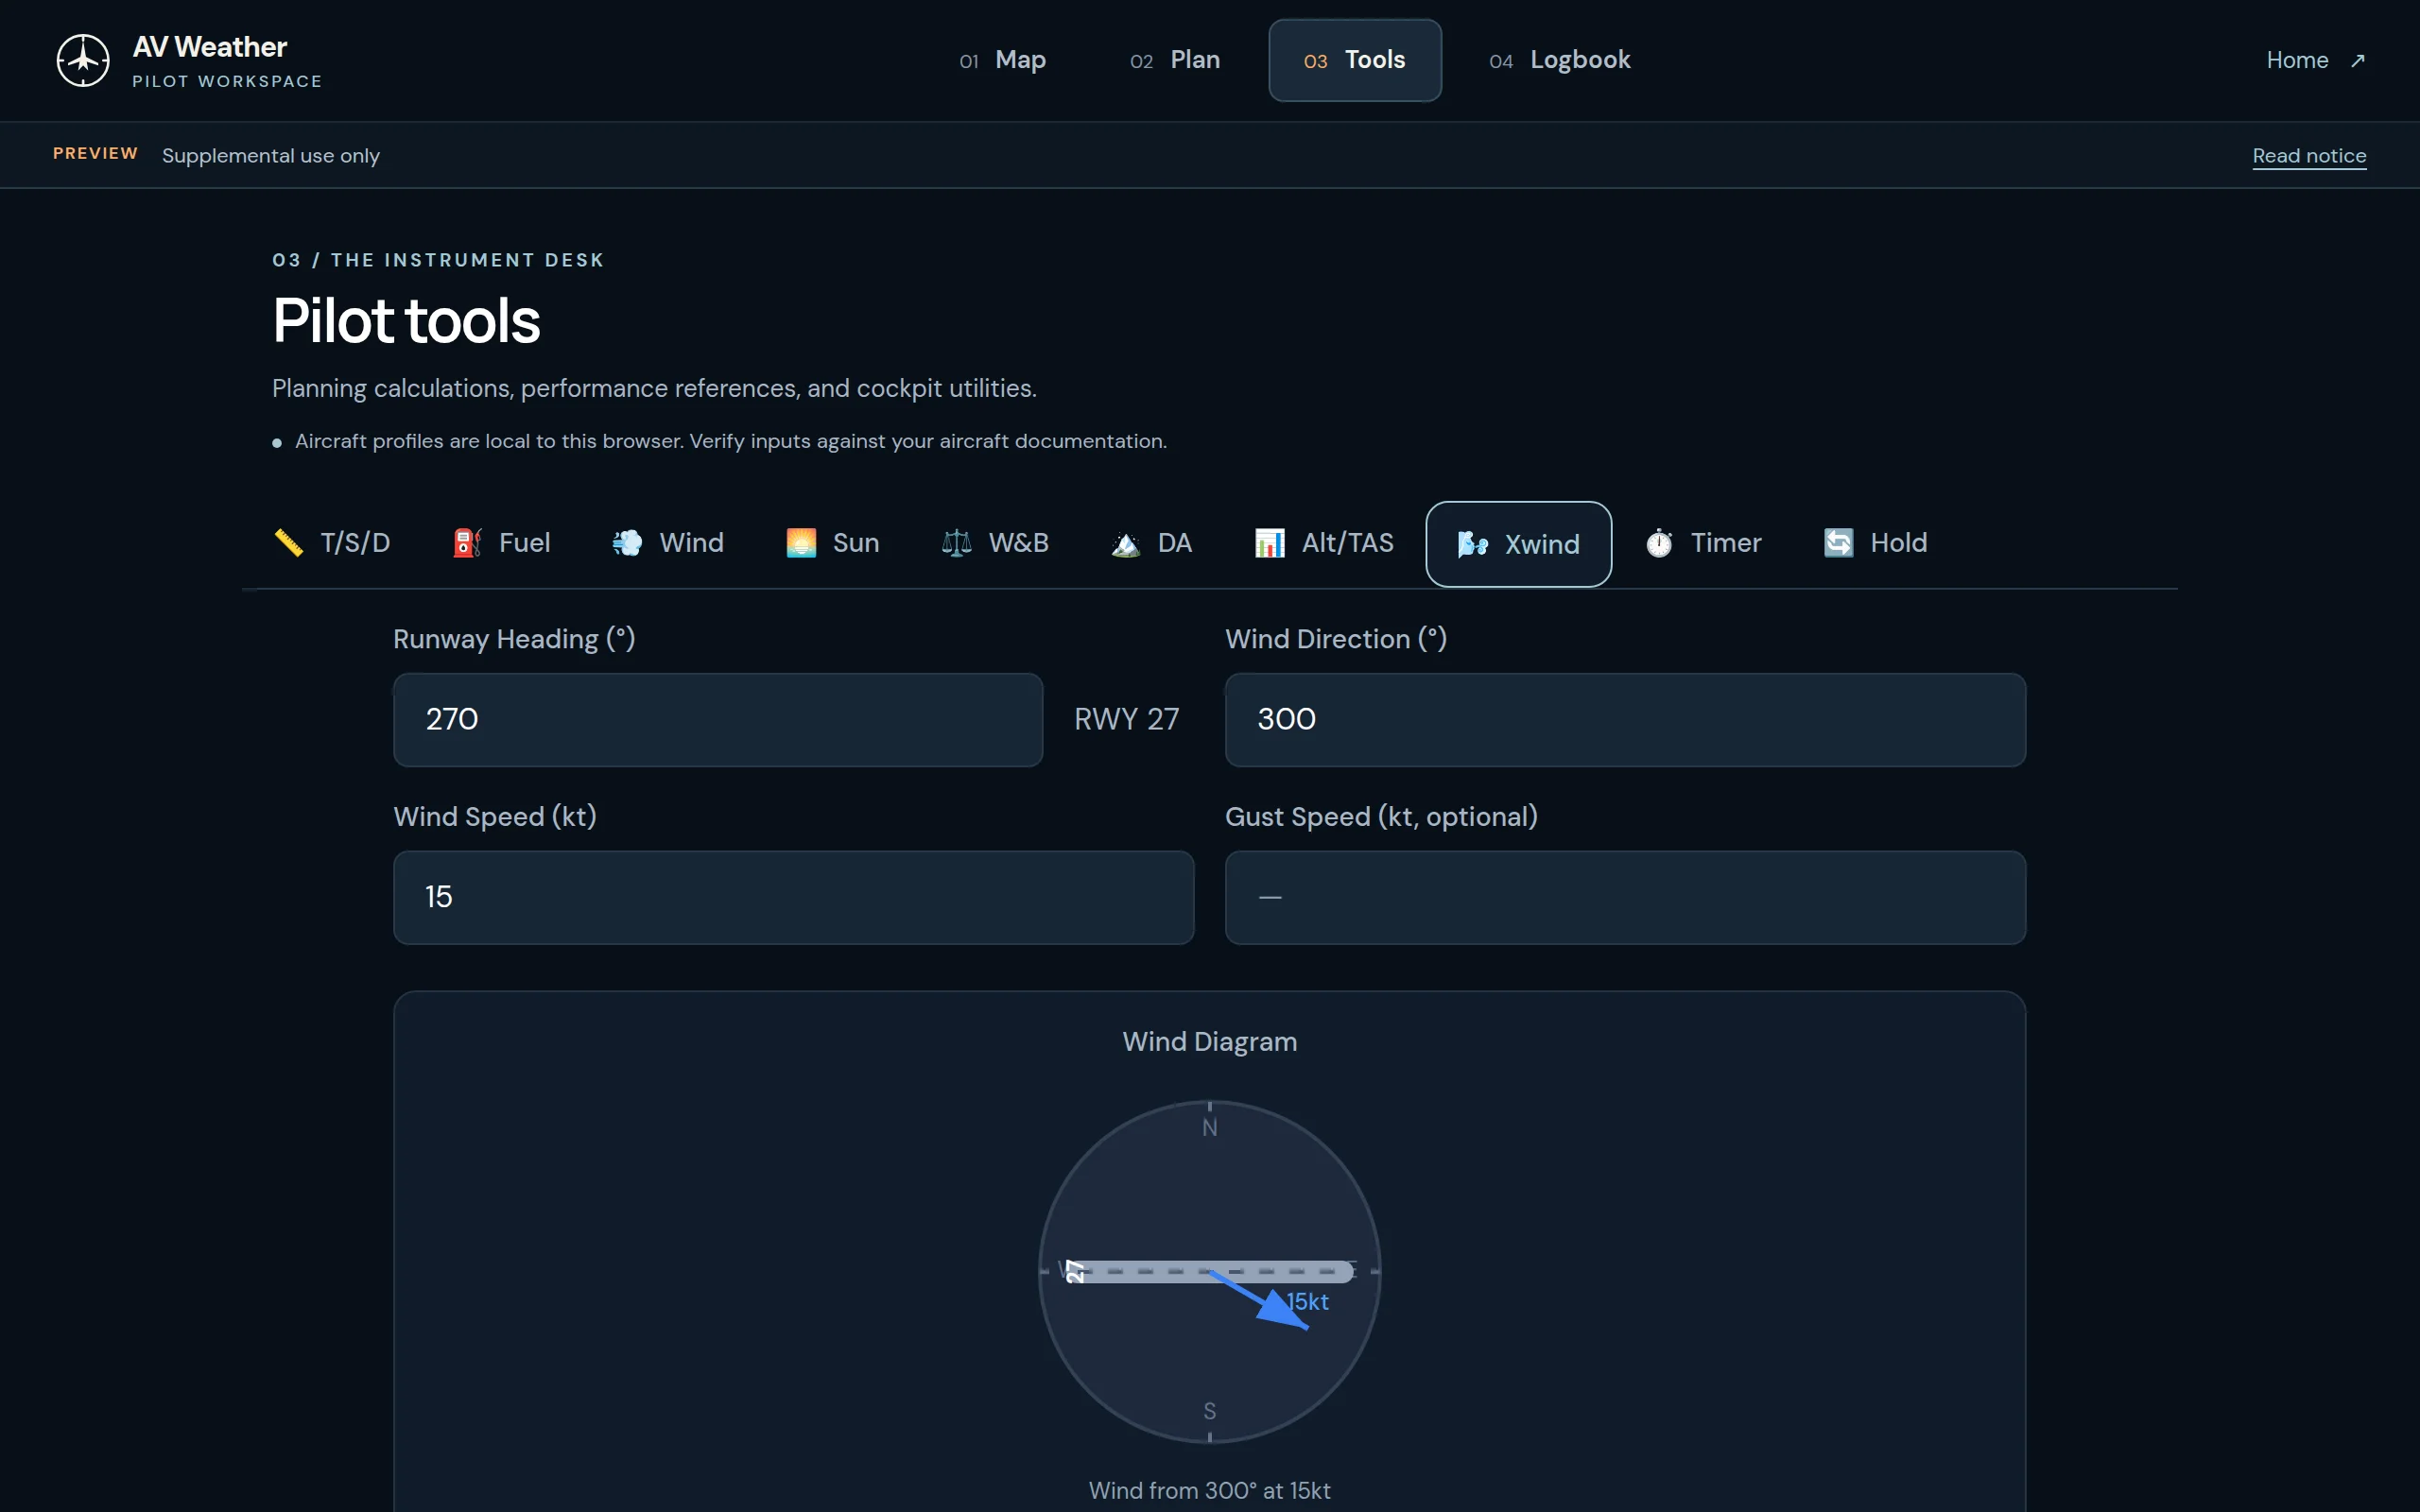 AV Weather
PILOT WORKSPACE
01 Map
02 Plan
03 Tools
04 Logbook
Home ↗
PREVIEW Supplemental use only
Read notice
03 / THE INSTRUMENT DESK
Pilot tools
Planning calculations, performance references, and cockpit utilities.
Aircraft profiles are local to this browser. Verify inputs against your aircraft documentation.
T/S/D
Fuel
Wind
Sun
W&B
DA
Alt/TAS
Xwind
Timer
Hold
Runway Heading (°)
270
RWY 27
Wind Direction (°)
300
Wind Speed (kt)
15
Gust Speed (kt, optional)
—
Wind Diagram
N
W
27
E
15kt
S
Wind from 300° at 15kt